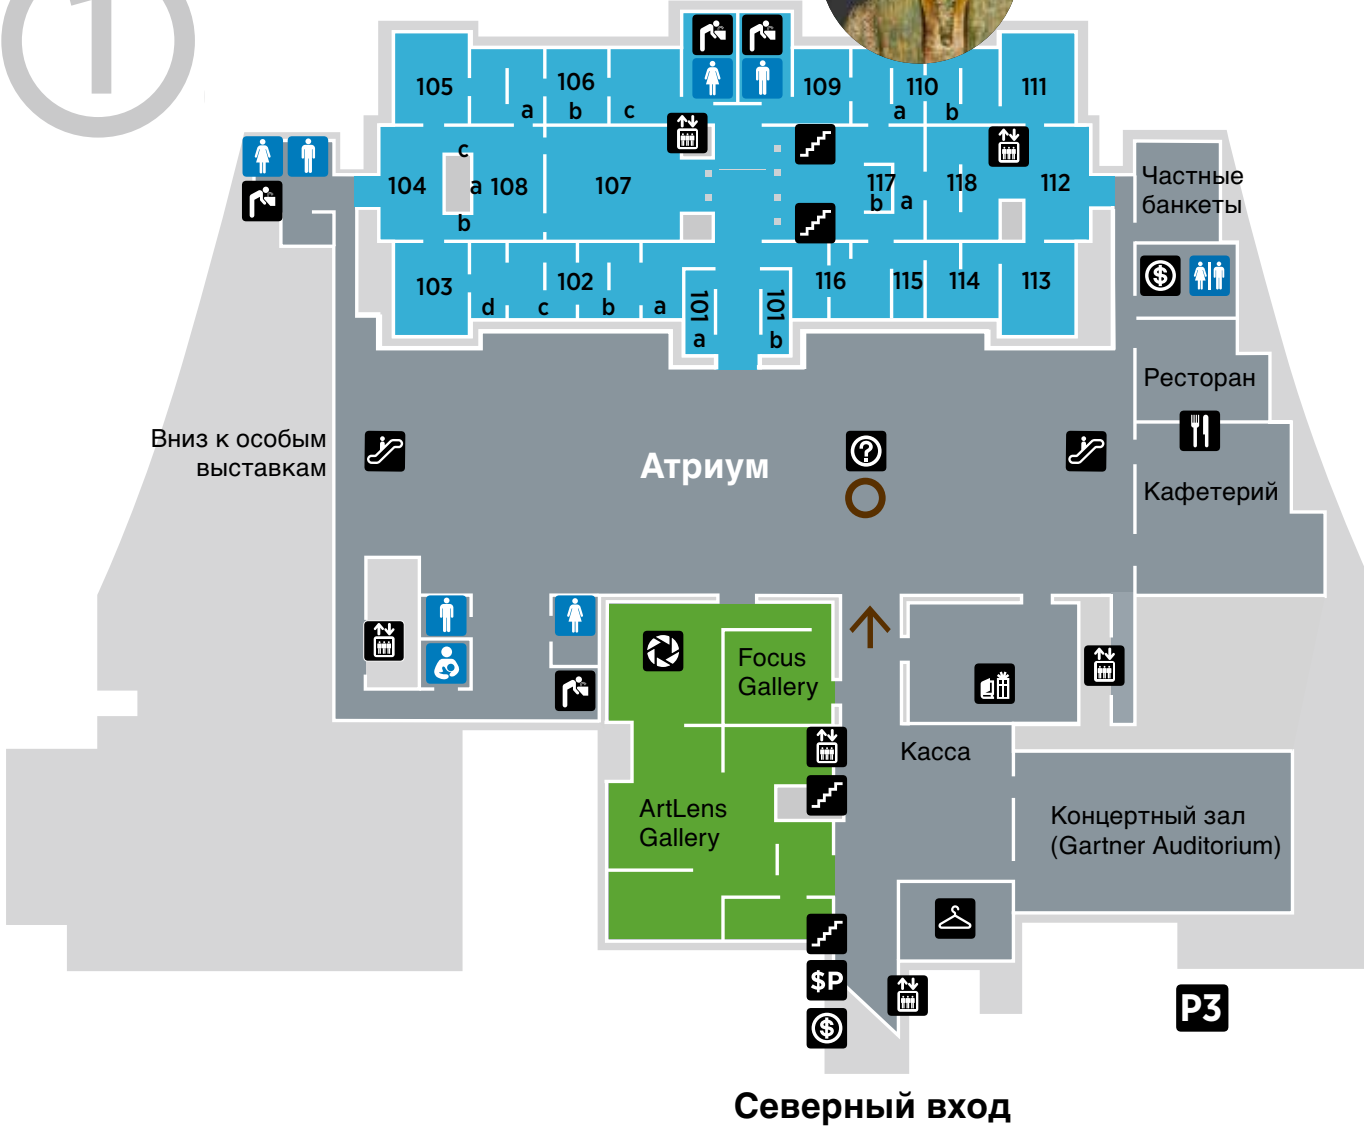 1
105
106
a
b
c
109
110
a
b
111
104
c
a
108
b
107
117
b
a
118
112
Частные
банкеты
103
102
d
c
b
a
101
a
101
b
116
115
114
113
$
Ресторан
Вниз к особым
выставкам
Атриум
?
Кафетерий
Focus
Gallery
Касса
ArtLens
Gallery
Концертный зал
(Gartner Auditorium)
$P
$
P3
Северный вход